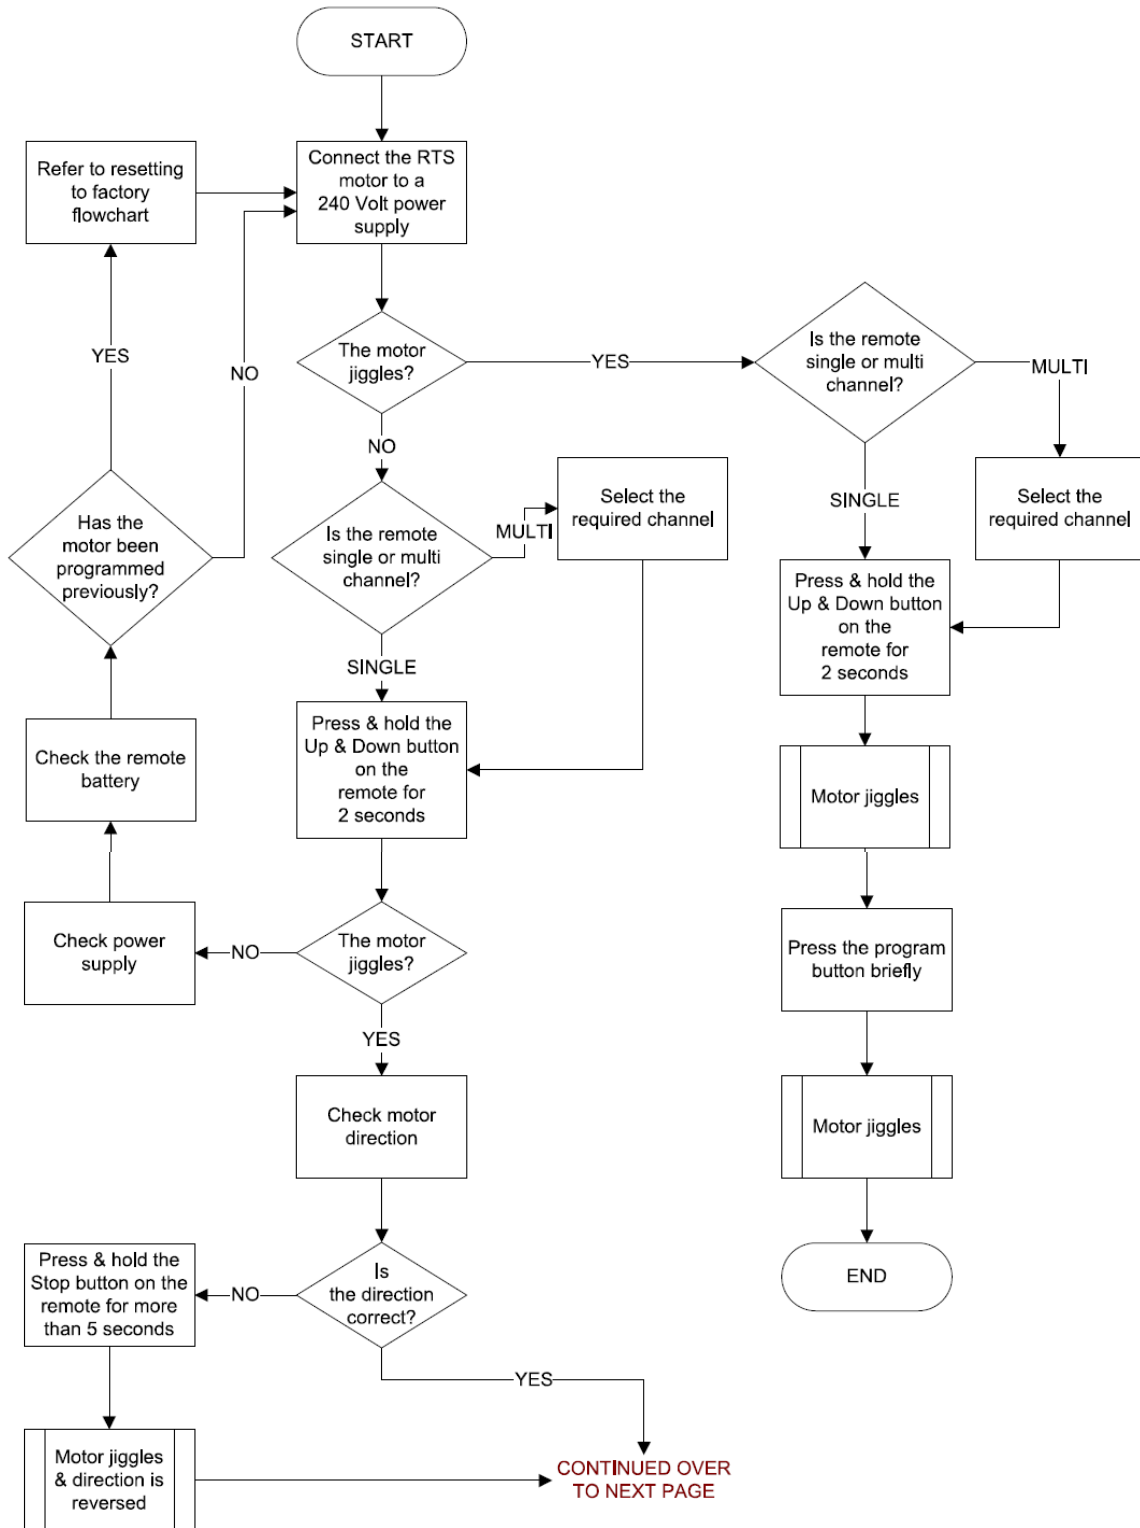 START
Refer to resetting
to factory
flowchart
Connect the RTS
motor to a
240 Volt power
supply
YES
NO
The motor
jiggles?
YES
Is the remote
single or multi
channel?
MULTI
NO
Has the
motor been
programmed
previously?
Is the remote
single or multi
channel?
MULTI
Select the
required channel
SINGLE
Select the
required channel
Press & hold the
Up & Down button
on the
remote for
2 seconds
SINGLE
Press & hold the
Up & Down button
on the
remote for
2 seconds
Check the remote
battery
Motor jiggles
Check power
supply
NO
The motor
jiggles?
Press the program
button briefly
YES
Check motor
direction
Motor jiggles
Press & hold the
Stop button on the
remote for more
than 5 seconds
NO
Is
the direction
correct?
END
YES
Motor jiggles
& direction is
reversed
CONTINUED OVER
TO NEXT PAGE